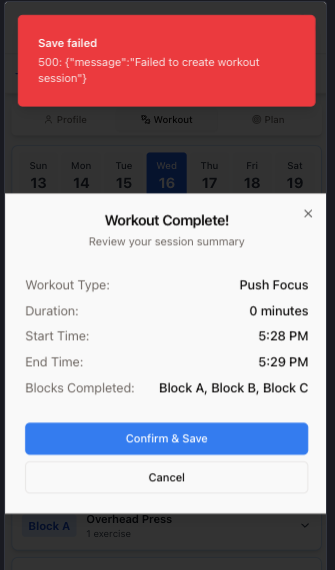 Save failed
500: {"message":"Failed to create workout
session"}
Profile
Workout
Plan
Sun Mon Tue Wed Thu Fri Sat
13 14 15 16 17 18 19
Workout Complete!
Review your session summary
Workout Type: Push Focus
Duration: 0 minutes
Start Time: 5:28 PM
End Time: 5:29 PM
Blocks Completed: Block A, Block B, Block C
Confirm & Save
Cancel
Block A
Overhead Press
1 exercise